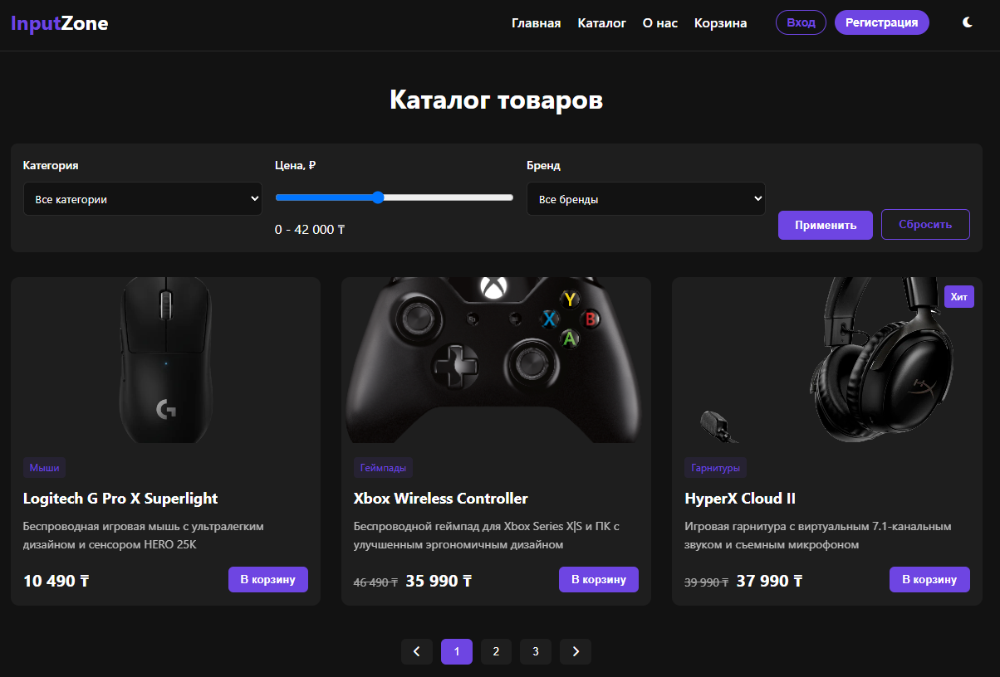 InputZone
Главная Каталог О нас Корзина Вход Регистрация
Каталог товаров
Категория Цена, ₽ Бренд
Все категории Все бренды
0 - 42 000 ₸
Применить Сбросить
X Y B A
G
Хит
HX
Мыши Геймпады Гарнитуры
Logitech G Pro X Superlight
Беспроводная игровая мышь с ультралегким
дизайном и сенсором HERO 25K
10 490 ₸ В корзину
Xbox Wireless Controller
Беспроводной геймпад для Xbox Series X|S и ПК с
улучшенным эргономичным дизайном
46 490 ₸ 35 990 ₸ В корзину
HyperX Cloud II
Игровая гарнитура с виртуальным 7.1-канальным
звуком и съемным микрофоном
39 990 ₸ 37 990 ₸ В корзину
1 2 3